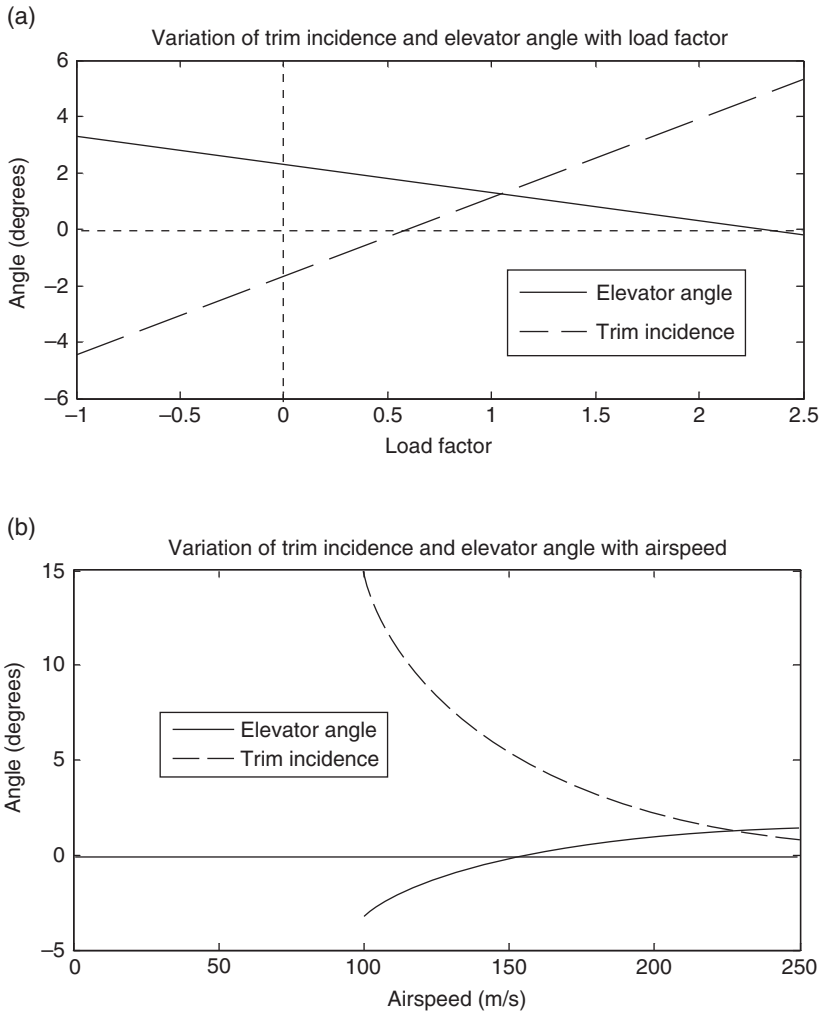 (a)
Variation of trim incidence and elevator angle with load factor
6
4
2
0
−2
−4
−6
Angle (degrees)
Elevator angle
Trim incidence
−1
−0.5
0
0.5
1
1.5
2
2.5
Load factor
(b)
Variation of trim incidence and elevator angle with airspeed
15
10
5
0
−5
Angle (degrees)
Elevator angle
Trim incidence
0
50
100
150
200
250
Airspeed (m/s)